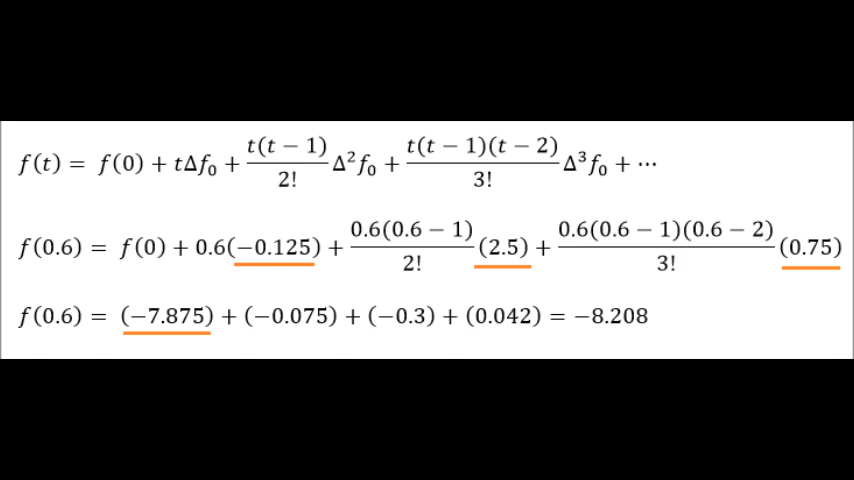 f(t) = f(0) + tΔf₀ + t(t − 1)/2! Δ²f₀ + t(t − 1)(t − 2)/3! Δ³f₀ + ⋯
f(0.6) = f(0) + 0.6(−0.125) + 0.6(0.6 − 1)/2! (2.5) + 0.6(0.6 − 1)(0.6 − 2)/3! (0.75)
f(0.6) = (−7.875) + (−0.075) + (−0.3) + (0.042) = −8.208